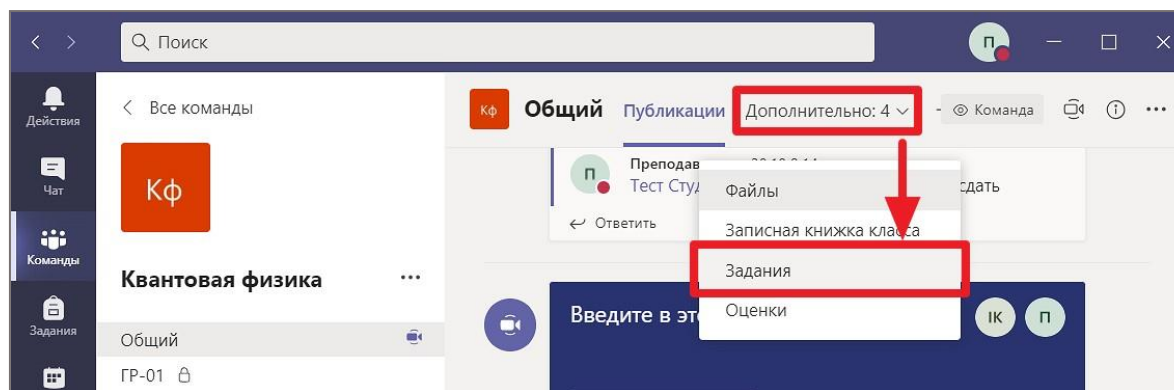 Поиск
П
Действия
Чат
Команды
Задания
Все команды
Кф
Квантовая физика
Общий
ГР-01
Кф
Общий
Публикации
Дополнительно: 4
Команда
П
Преподав
Тест Сту
сдать
Ответить
Файлы
Записная книжка класса
Задания
Оценки
Введите в эт
IK
П